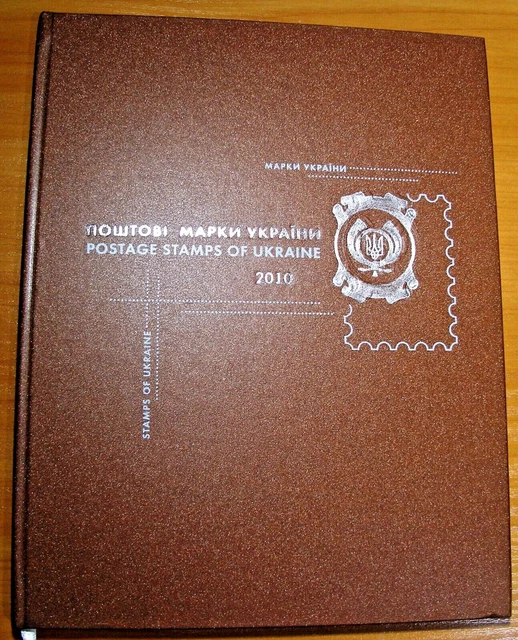 МАРКИ УКРАЇНИ
ПОШТОВІ МАРКИ УКРАЇНИ
POSTAGE STAMPS OF UKRAINE
2010
STAMPS OF UKRAINE